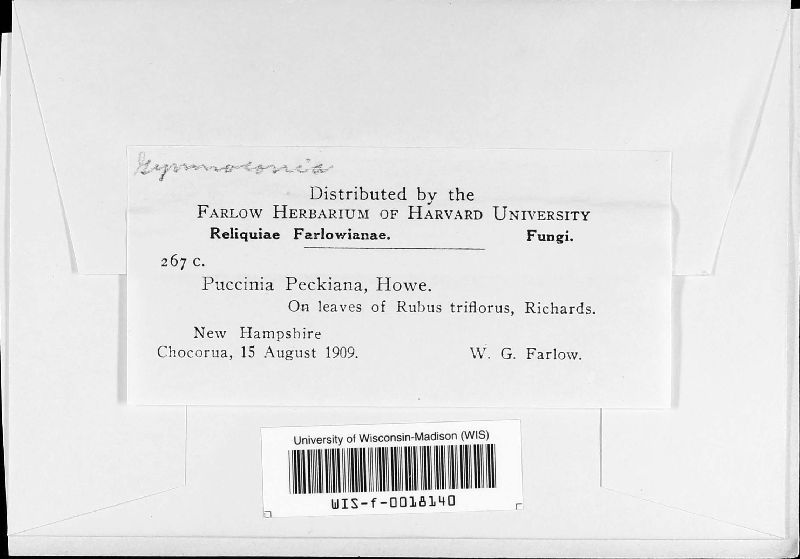 Gymnoconia
Distributed by the
FARLOW HERBARIUM OF HARVARD UNIVERSITY
Reliquiae Farlowianae. Fungi.
267 c.
Puccinia Peckiana, Howe.
On leaves of Rubus triflorus, Richards.
New Hampshire
Chocorua, 15 August 1909. W. G. Farlow.
University of Wisconsin-Madison (WIS)
WIS-f-0018140